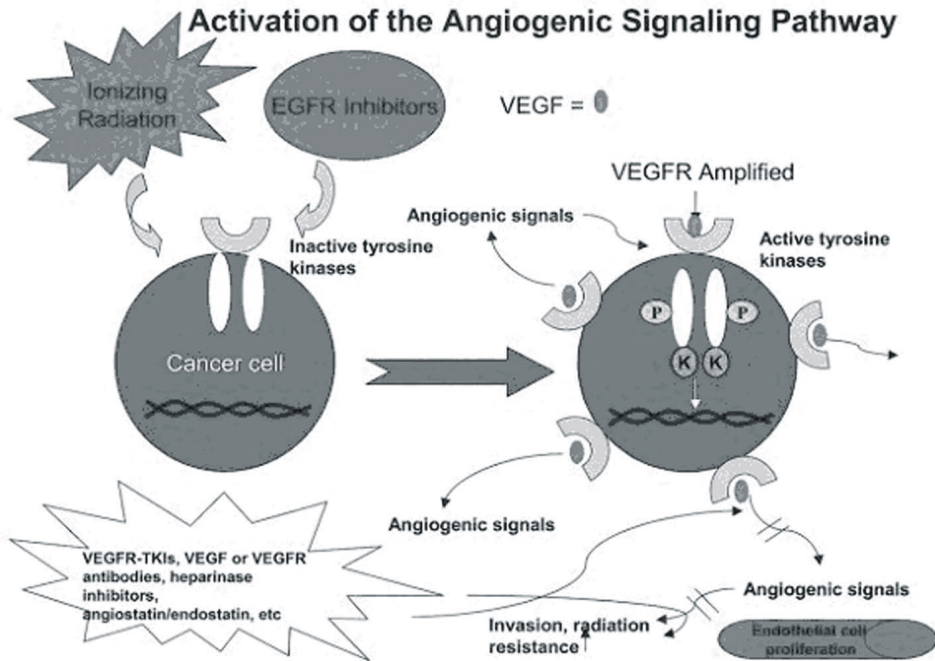 Activation of the Angiogenic Signaling Pathway
Ionizing
Radiation
EGFR Inhibitors
VEGF =
VEGFR Amplified
Angiogenic signals
Inactive tyrosine
kinases
Active tyrosine
kinases
P
P
Cancer cell
K
K
Angiogenic signals
VEGFR-TKIs, VEGF or VEGFR
antibodies, heparinase
inhibitors,
angiostatin/endostatin, etc
Angiogenic signals
Invasion, radiation
resistance
Endothelial cell
proliferation